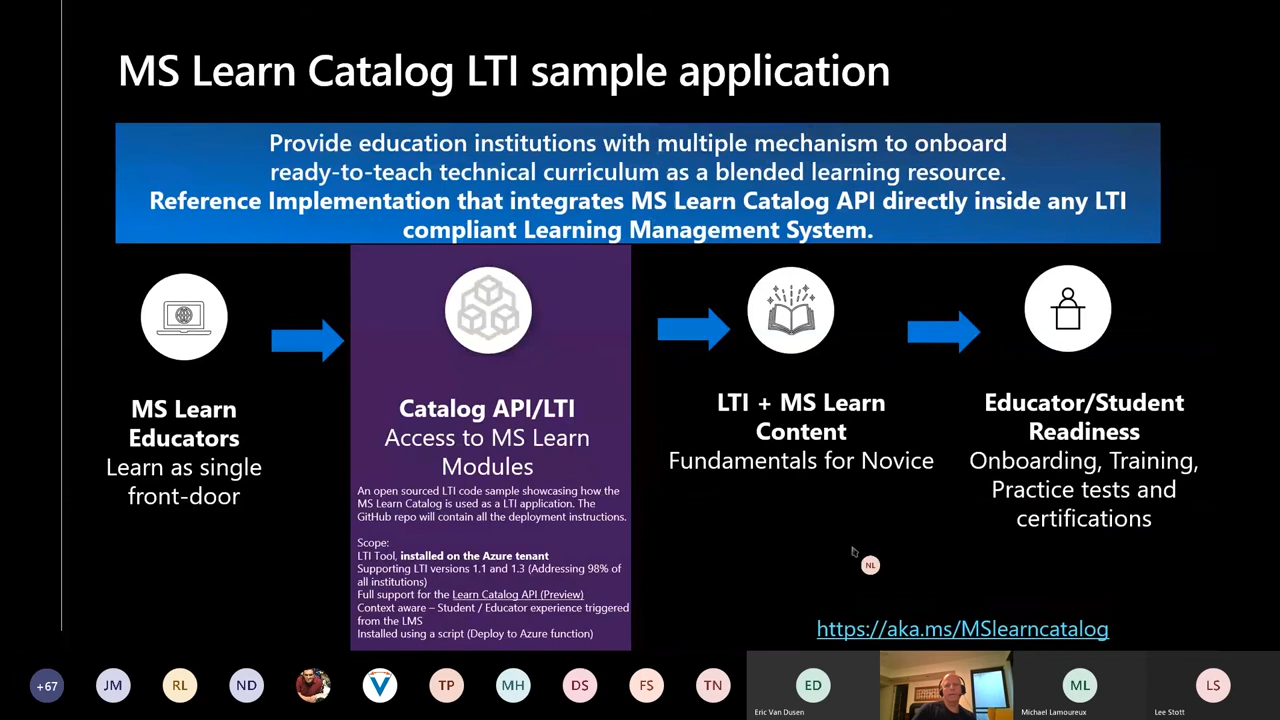 MS Learn Catalog LTI sample application
Provide education institutions with multiple mechanism to onboard
ready-to-teach technical curriculum as a blended learning resource.
Reference Implementation that integrates MS Learn Catalog API directly inside any LTI
compliant Learning Management System.
MS Learn
Educators
Learn as single
front-door
Catalog API/LTI
Access to MS Learn
Modules
An open sourced LTI code sample showcasing how the
MS Learn Catalog is used as a LTI application. The
GitHub repo will contain all the deployment instructions.
Scope:
LTI Tool, installed on the Azure tenant
Supporting LTI versions 1.1 and 1.3 (Addressing 98% of
all institutions)
Full support for the Learn Catalog API (Preview)
Context aware – Student / Educator experience triggered
from the LMS
Installed using a script (Deploy to Azure function)
LTI + MS Learn
Content
Fundamentals for Novice
Educator/Student
Readiness
Onboarding, Training,
Practice tests and
certifications
NL
https://aka.ms/MSlearncatalog
+67
JM
RL
ND
V
TP
MH
DS
FS
TN
ED
ML
LS
Eric Van Dusen
Michael Lamoureux
Lee Stott